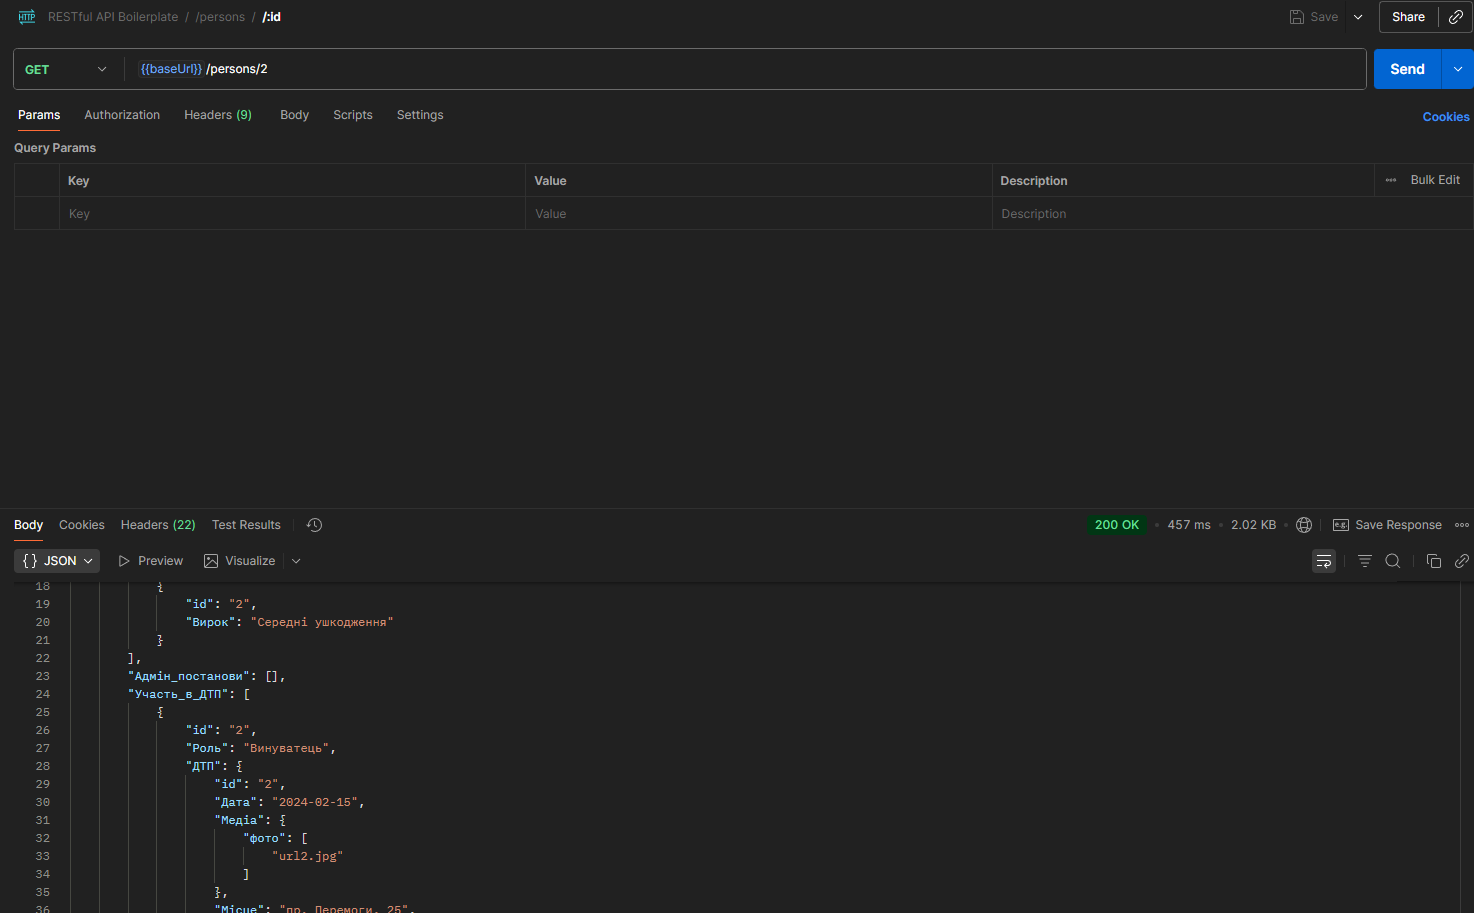 HTTP RESTful API Boilerplate / /persons / /:id Save Share
GET {{baseUrl}} /persons/2 Send
Params Authorization Headers (9) Body Scripts Settings Cookies
Query Params
Key Value Description Bulk Edit
Key Value Description
Body Cookies Headers (22) Test Results 200 OK • 457 ms • 2.02 KB • e.g. Save Response
{} JSON Preview Visualize
18 {
19 "id": "2",
20 "Вирок": "Середні ушкодження"
21 }
22 ],
23 "Адмін_постанови": [],
24 "Участь_в_ДТП": [
25 {
26 "id": "2",
27 "Роль": "Винуватець",
28 "ДТП": {
29 "id": "2",
30 "Дата": "2024-02-15",
31 "Медіа": {
32 "фото": [
33 "url2.jpg"
34 ]
35 },
36 "Місце": "пр. Перемоги, 25",